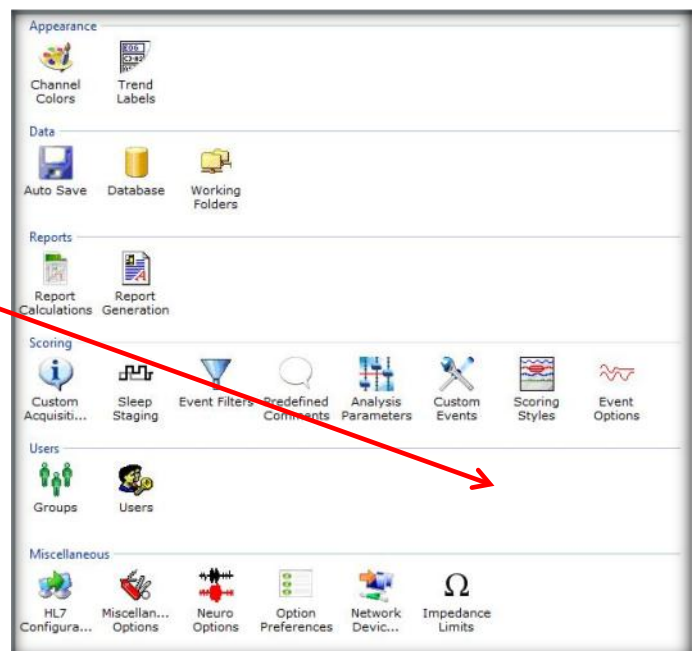 Appearance
Channel Colors
Trend Labels
Data
Auto Save
Database
Working Folders
Reports
Report Calculations
Report Generation
Scoring
Custom Acquisiti...
Sleep Staging
Event Filters
Predefined Comments
Analysis Parameters
Custom Events
Scoring Styles
Event Options
Users
Groups
Users
Miscellaneous
HL7 Configura...
Miscellan... Options
Neuro Options
Option Preferences
Network Devic...
Impedance Limits